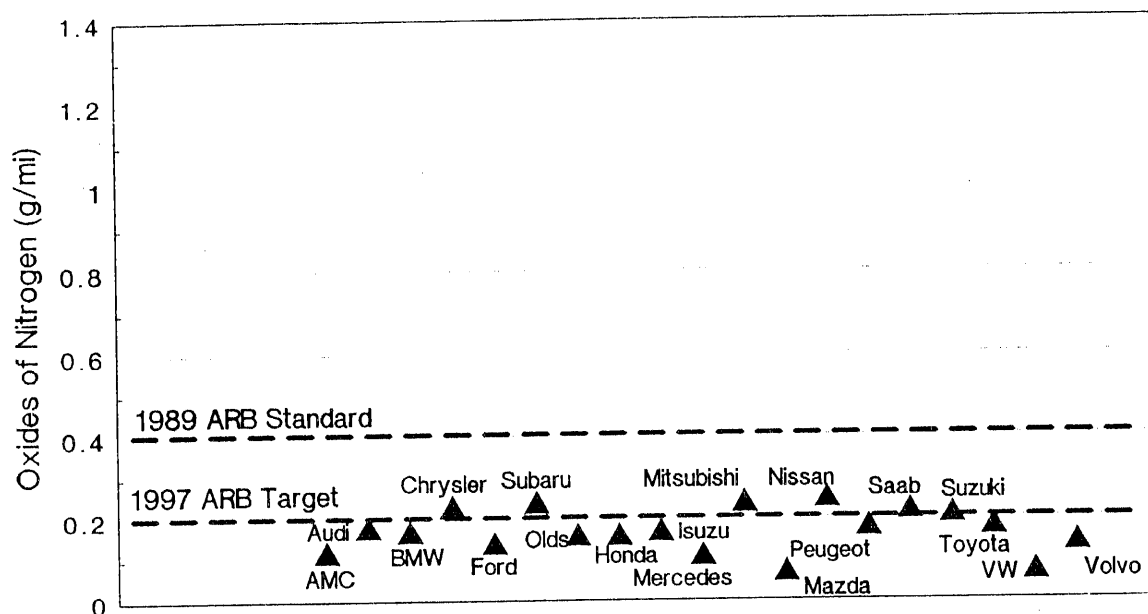 Oxides of Nitrogen (g/mi)
1.4
1.2
1
0.8
0.6
0.4
0.2
0
1989 ARB Standard
1997 ARB Target
AMC
Audi
BMW
Chrysler
Ford
Subaru
Olds
Honda
Isuzu
Mercedes
Mitsubishi
Mazda
Nissan
Peugeot
Saab
Suzuki
Toyota
VW
Volvo